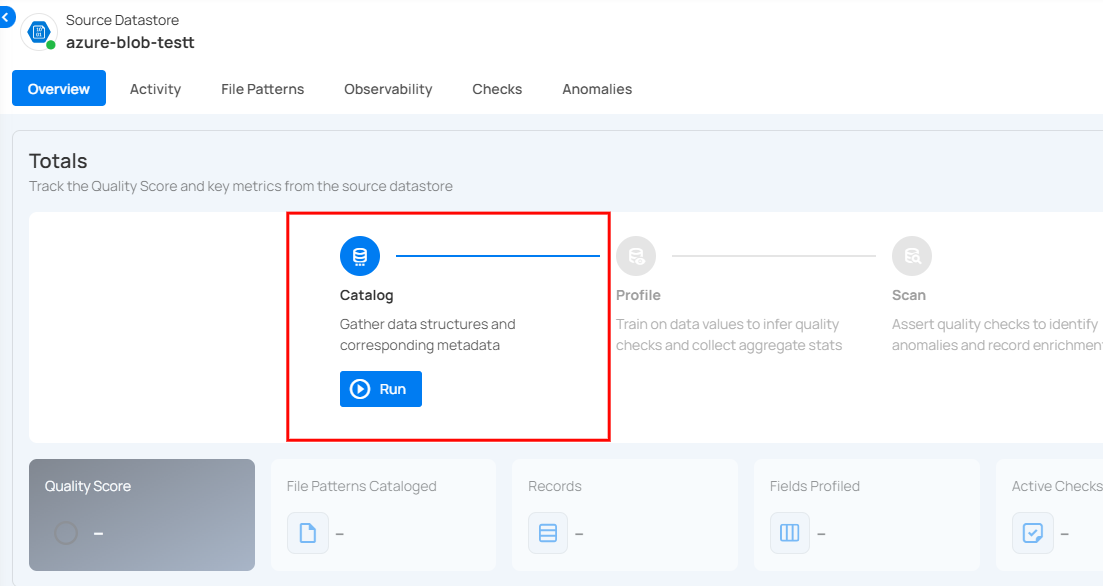 Source Datastore
azure-blob-testt
Overview Activity File Patterns Observability Checks Anomalies
Totals
Track the Quality Score and key metrics from the source datastore
Catalog
Gather data structures and
corresponding metadata
Run
Profile
Train on data values to infer quality
checks and collect aggregate stats
Scan
Assert quality checks to identify
anomalies and record enrichmen
Quality Score
–
File Patterns Cataloged
–
Records
–
Fields Profiled
–
Active Checks
–